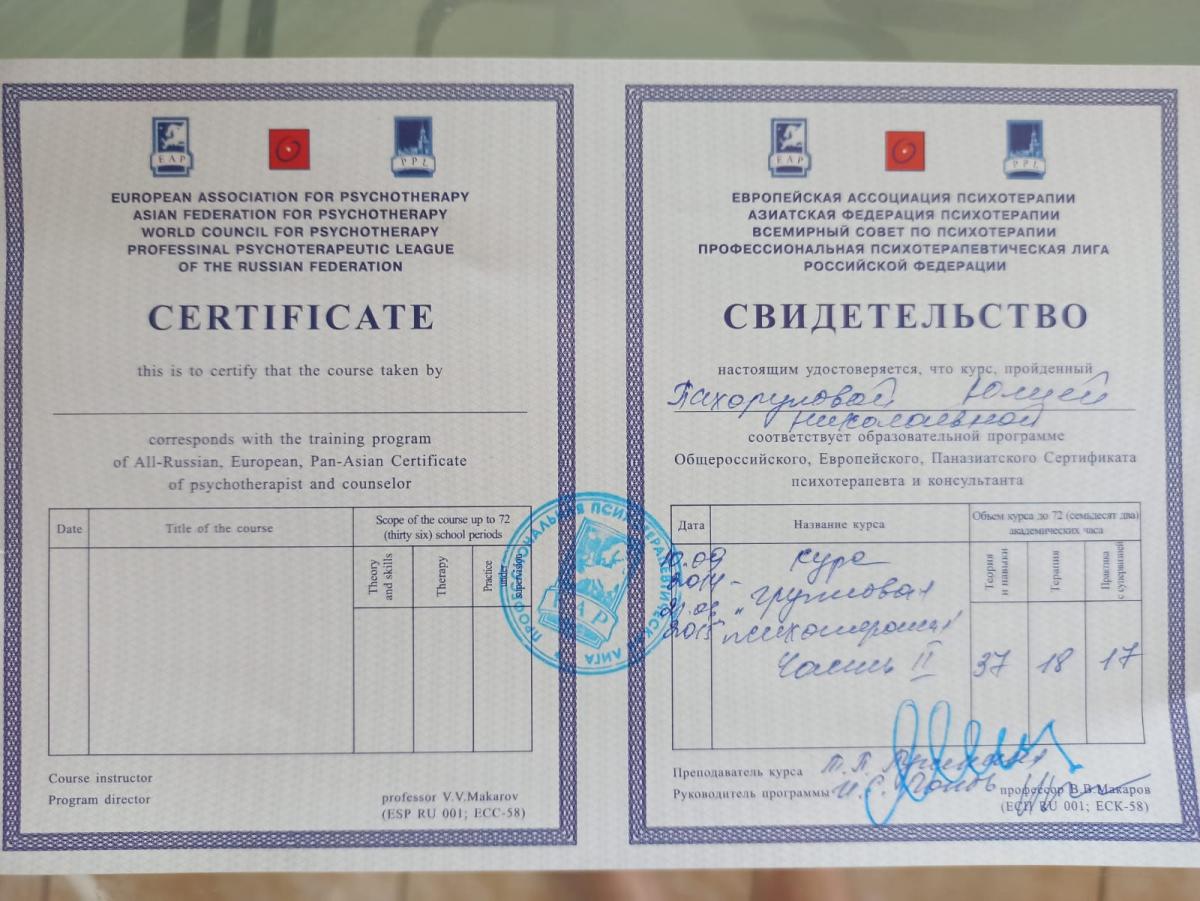 EAP
PPL
EUROPEAN ASSOCIATION FOR PSYCHOTHERAPY
ASIAN FEDERATION FOR PSYCHOTHERAPY
WORLD COUNCIL FOR PSYCHOTHERAPY
PROFESSINAL PSYCHOTERAPEUTIC LEAGUE
OF THE RUSSIAN FEDERATION
CERTIFICATE
this is to certify that the course taken by
corresponds with the training program
of All-Russian, European, Pan-Asian Certificate
of psychotherapist and counselor
Date
Title of the course
Scope of the course up to 72
(thirty six) school periods
Theory
and skills
Therapy
Practice
under
supervision
Course instructor
Program director
professor V.V.Makarov
(ESP RU 001; ECC-58)
ПРОФЕССИОНАЛЬНАЯ ПСИХОТЕРАПЕВТИЧЕСКАЯ ЛИГА
EAP
EAP
PPL
ЕВРОПЕЙСКАЯ АССОЦИАЦИЯ ПСИХОТЕРАПИИ
АЗИАТСКАЯ ФЕДЕРАЦИЯ ПСИХОТЕРАПИИ
ВСЕМИРНЫЙ СОВЕТ ПО ПСИХОТЕРАПИИ
ПРОФЕССИОНАЛЬНАЯ ПСИХОТЕРАПЕВТИЧЕСКАЯ ЛИГА
РОССИЙСКОЙ ФЕДЕРАЦИИ
СВИДЕТЕЛЬСТВО
настоящим удостоверяется, что курс, пройденный
Пахоруковой Юлией
Николаевной
соответствует образовательной программе
Общероссийского, Европейского, Паназиатского Сертификата
психотерапевта и консультанта
Дата
Название курса
Объем курса до 72 (семьдесят два)
академических часа
Теория
и навыки
Терапия
Практика
с супервизией
курс
2014 -
"групповая
2015 психотерапия
Часть II
37 18 17
Преподаватель курса
Руководитель программы
профессор В.В.Макаров
(ЕСП RU 001; ЕСК-58)